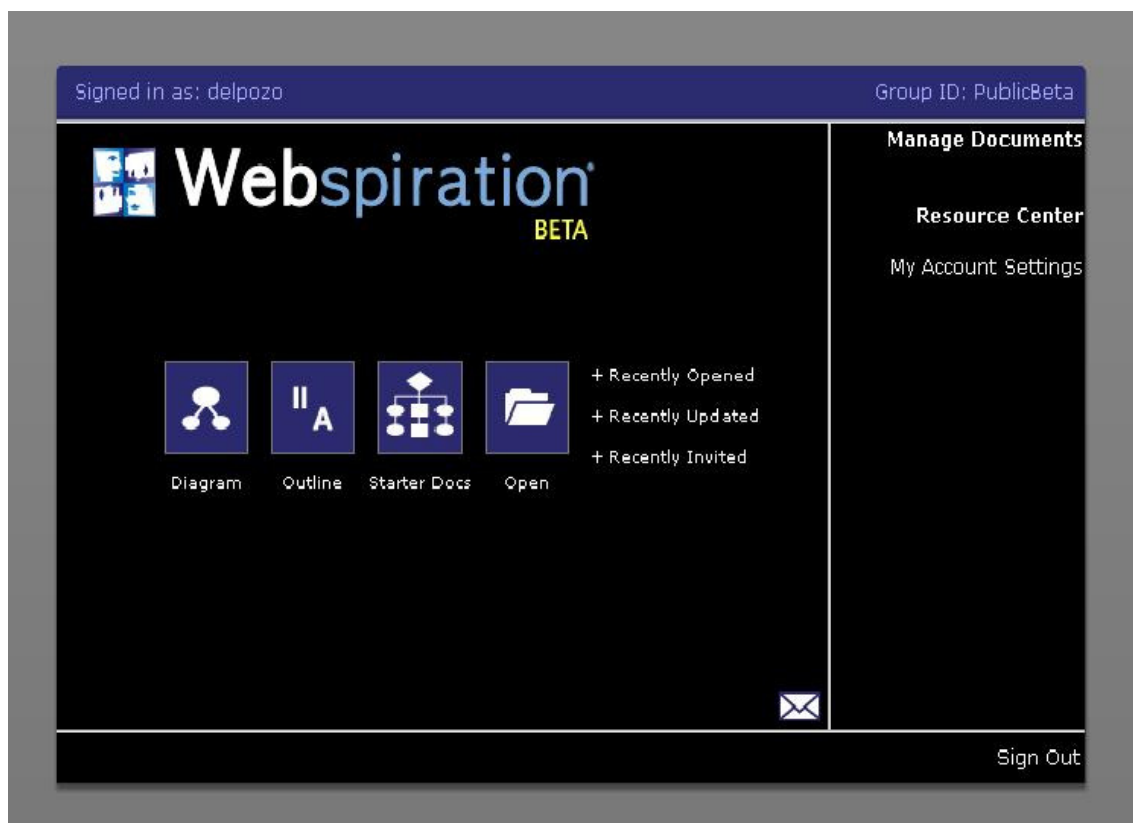 Signed in as: delpozo
Group ID: PublicBeta
Webspiration®
BETA
Manage Documents
Resource Center
My Account Settings
II A
Diagram
Outline
Starter Docs
Open
+ Recently Opened
+ Recently Updated
+ Recently Invited
Sign Out